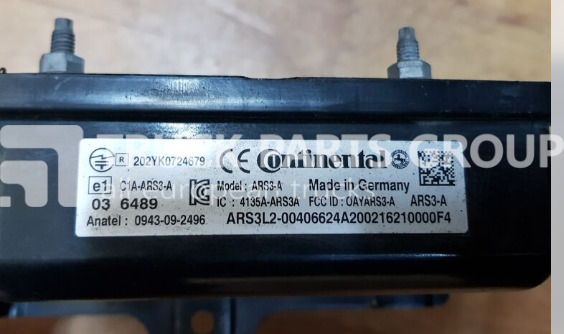 TRUCK PARTS GROUP
R 202YK0724679 CE Continental
e1 C1A-ARS3-A Model : ARS3-A Made in Germany
03 6489 IC : 4135A-ARS3A FCC ID : OAYARS3-A ARS3-A
Anatel : 0943-09-2496 ARS3L2-00406624A200216210000F4